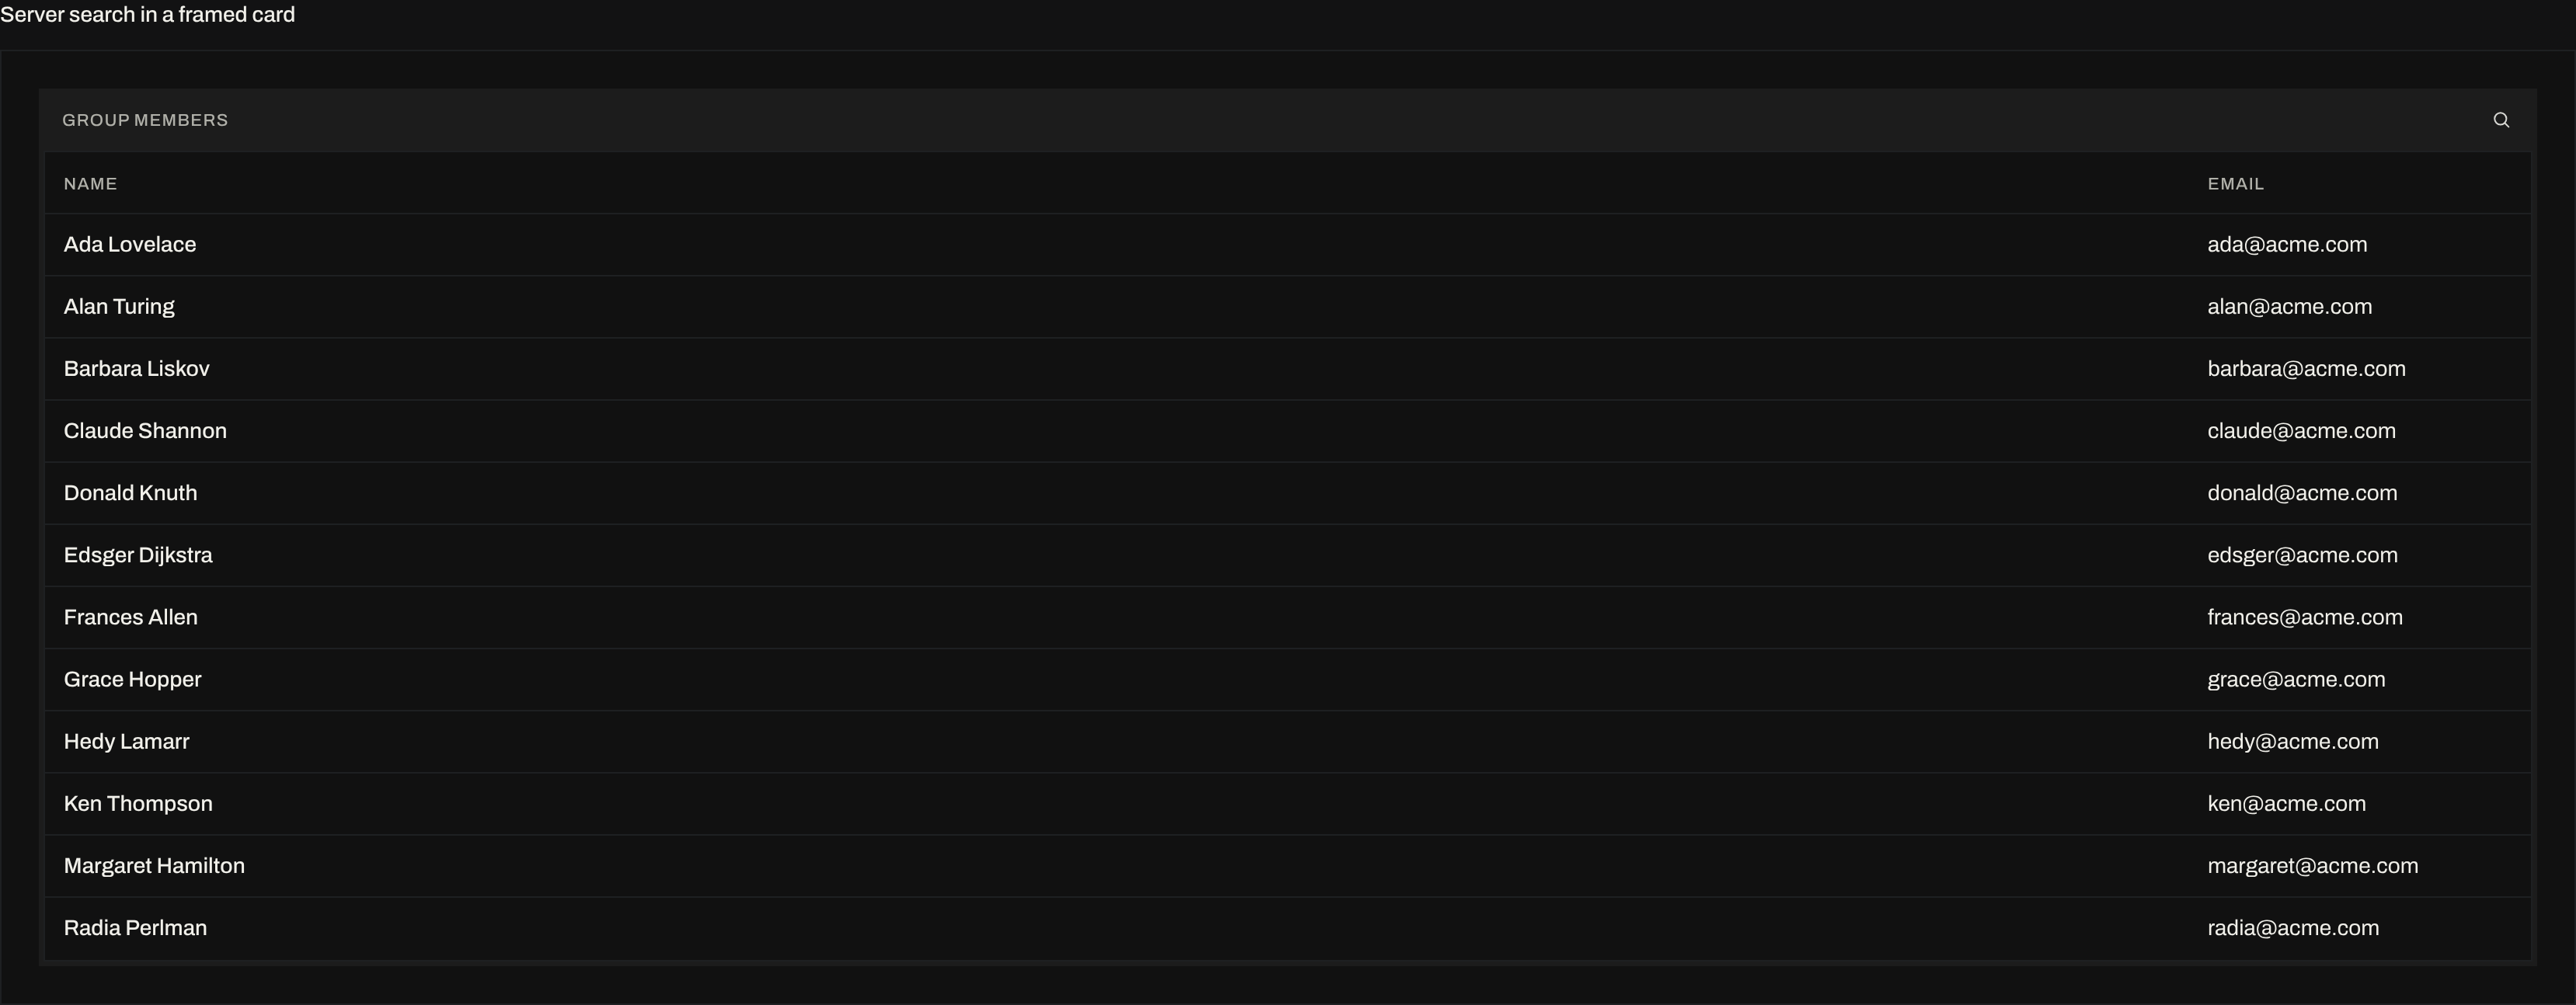 Server search in a framed card
GROUP MEMBERS
NAME EMAIL
Ada Lovelace ada@acme.com
Alan Turing alan@acme.com
Barbara Liskov barbara@acme.com
Claude Shannon claude@acme.com
Donald Knuth donald@acme.com
Edsger Dijkstra edsger@acme.com
Frances Allen frances@acme.com
Grace Hopper grace@acme.com
Hedy Lamarr hedy@acme.com
Ken Thompson ken@acme.com
Margaret Hamilton margaret@acme.com
Radia Perlman radia@acme.com